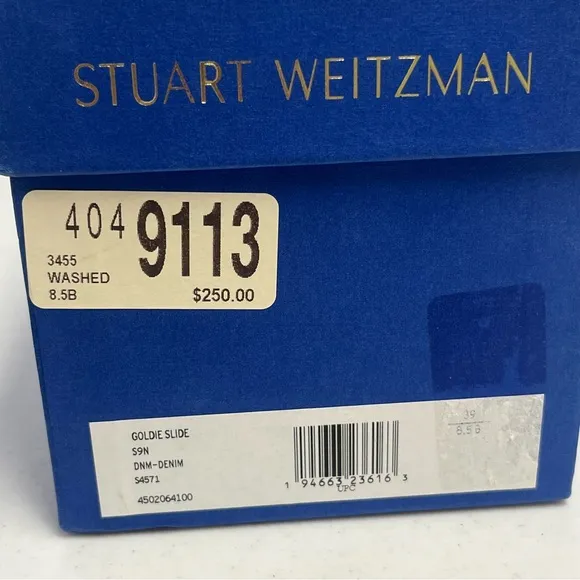 STUART WEITZMAN
404 9113
3455
WASHED
8.5B $250.00
GOLDIE SLIDE
S9N
DNM-DENIM
S4571
4502064100
1 94663 23616 3
UPC
39
8.5 B